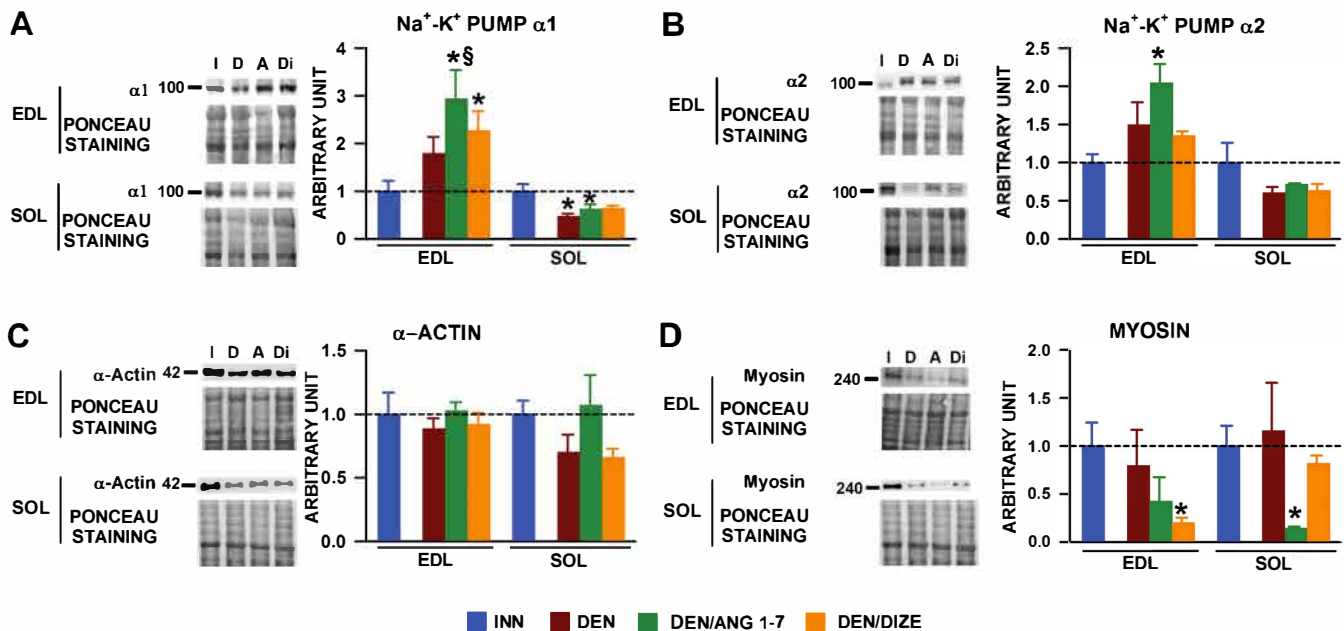 A
Na⁺-K⁺ PUMP α1
I D A Di
EDL
α1 100
PONCEAU
STAINING
SOL
α1 100
PONCEAU
STAINING
ARBITRARY UNIT
4
3
2
1
0
*§
*
*
*
EDL SOL
B
Na⁺-K⁺ PUMP α2
I D A Di
EDL
α2 100
PONCEAU
STAINING
SOL
α2 100
PONCEAU
STAINING
ARBITRARY UNIT
2.5
2.0
1.5
1.0
0.5
0.0
*
EDL SOL
C
α–ACTIN
I D A Di
EDL
α-Actin 42
PONCEAU
STAINING
SOL
α-Actin 42
PONCEAU
STAINING
ARBITRARY UNIT
1.5
1.0
0.5
0.0
EDL SOL
D
MYOSIN
I D A Di
EDL
Myosin 240
PONCEAU
STAINING
SOL
Myosin 240
PONCEAU
STAINING
ARBITRARY UNIT
2.0
1.5
1.0
0.5
0.0
*
*
EDL SOL
INN DEN DEN/ANG 1-7 DEN/DIZE